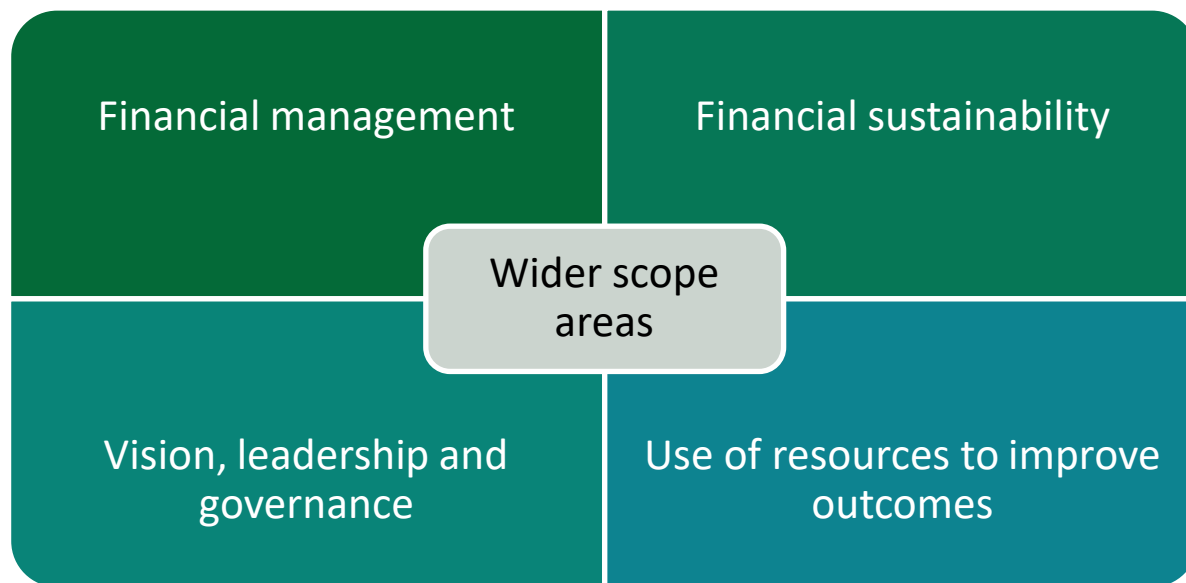 Financial management
Financial sustainability
Wider scope
areas
Vision, leadership and
governance
Use of resources to improve
outcomes